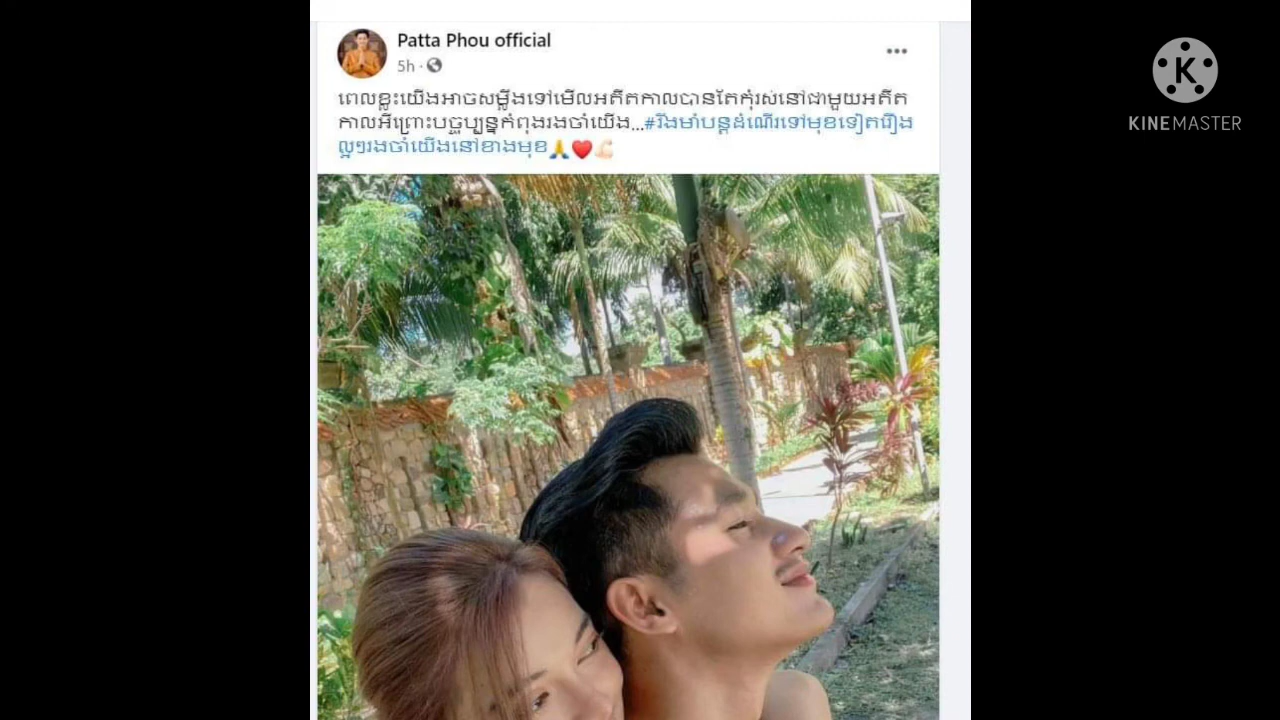 Patta Phou official
5h
ពេលខ្លះយើងអាចសម្លឹងទៅមើលអតីតកាលបានតែកុំរស់នៅជាមួយអតីត
កាលអីព្រោះបច្ចុប្បន្នកំពុងរងចាំយើង...#រឹងមាំបន្តដំណើរទៅមុខទៀតរឿង
ល្អៗរងចាំយើងនៅខាងមុខ🙏❤️💪🏻
KINEMASTER